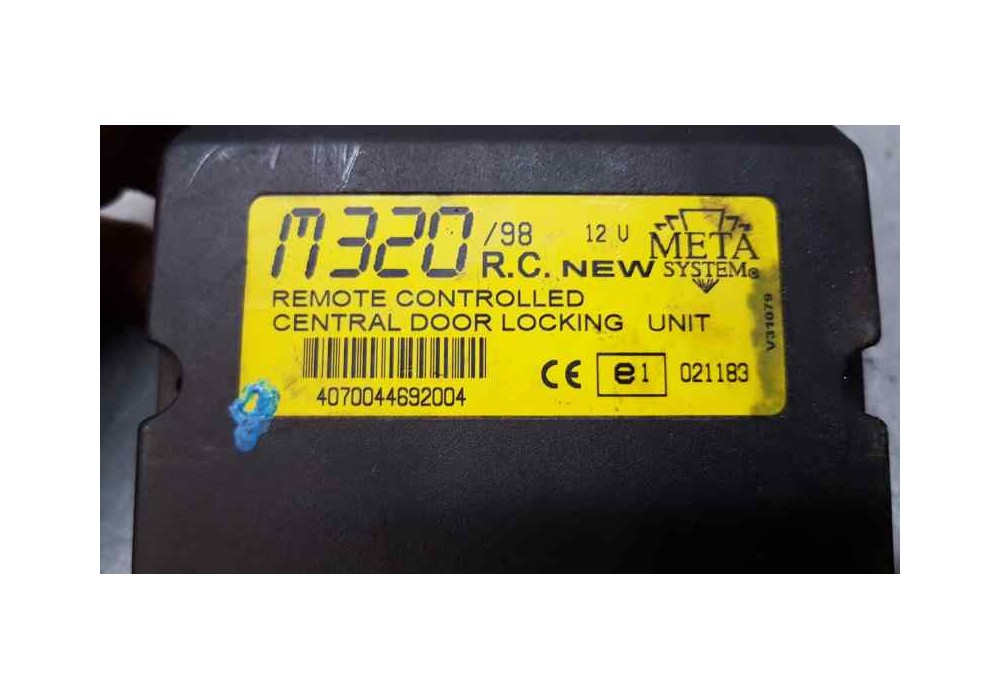 M320 /98 12 V META
R.C. NEW SYSTEM®
REMOTE CONTROLLED
CENTRAL DOOR LOCKING UNIT
V31079
4070044692004
CE e1 021183